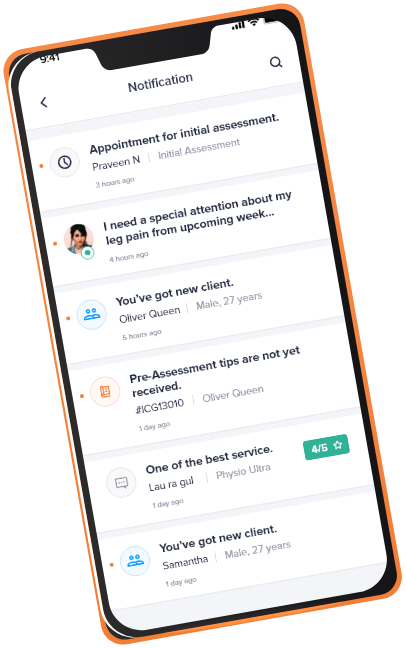 9:41
Notification
Appointment for initial assessment.
Praveen N | Initial Assessment
3 hours ago
I need a special attention about my
leg pain from upcoming week...
4 hours ago
You've got new client.
Oliver Queen | Male, 27 years
5 hours ago
Pre-Assessment tips are not yet
received.
#ICG13010 | Oliver Queen
1 day ago
One of the best service.
4/5
Lau ra gul | Physio Ultra
1 day ago
You've got new client.
Samantha | Male, 27 years
1 day ago